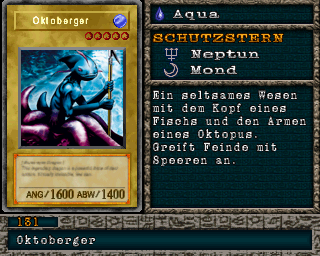 Oktoberger
ANG/1600 ABW/1400
Aqua
SCHUTZSTERN
Neptun
Mond
Ein seltsames Wesen
mit dem Kopf eines
Fischs und den Armen
eines Oktopus.
Greift Feinde mit
Speeren an.
131
Oktoberger